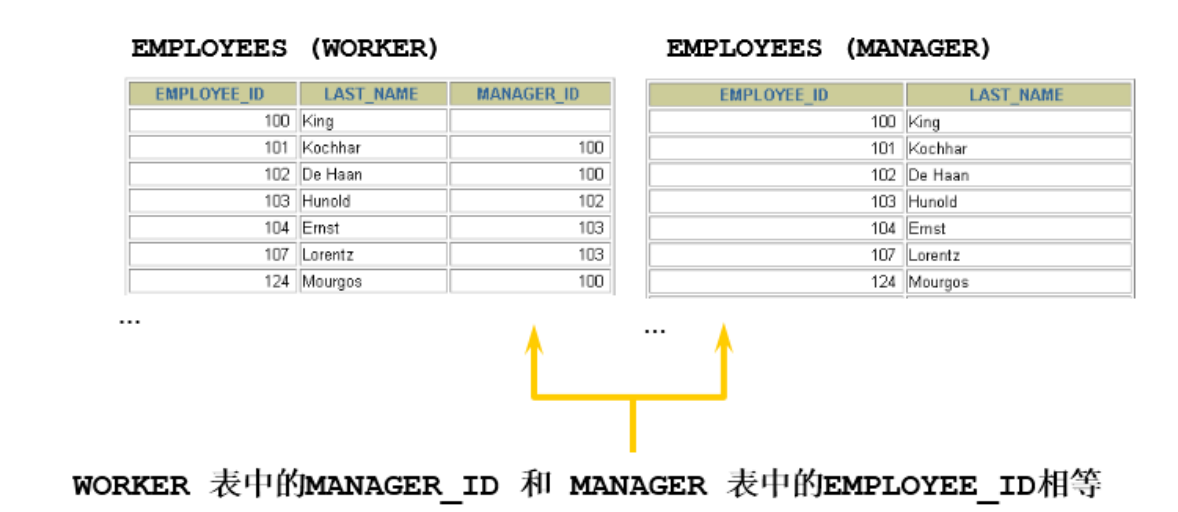 EMPLOYEES (WORKER)
EMPLOYEES (MANAGER)
EMPLOYEE_ID LAST_NAME MANAGER_ID
100 King
101 Kochhar 100
102 De Haan 100
103 Hunold 102
104 Ernst 103
107 Lorentz 103
124 Mourgos 100
...
EMPLOYEE_ID LAST_NAME
100 King
101 Kochhar
102 De Haan
103 Hunold
104 Ernst
107 Lorentz
124 Mourgos
...
WORKER 表中的MANAGER_ID 和 MANAGER 表中的EMPLOYEE_ID相等